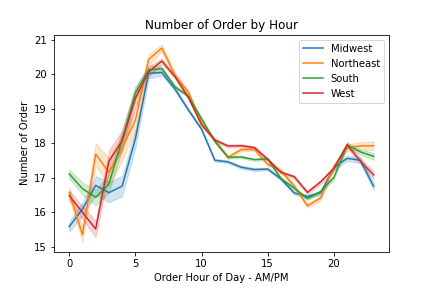 Number of Order by Hour
Number of Order
21
20
19
18
17
16
15
Midwest
Northeast
South
West
0 5 10 15 20
Order Hour of Day - AM/PM